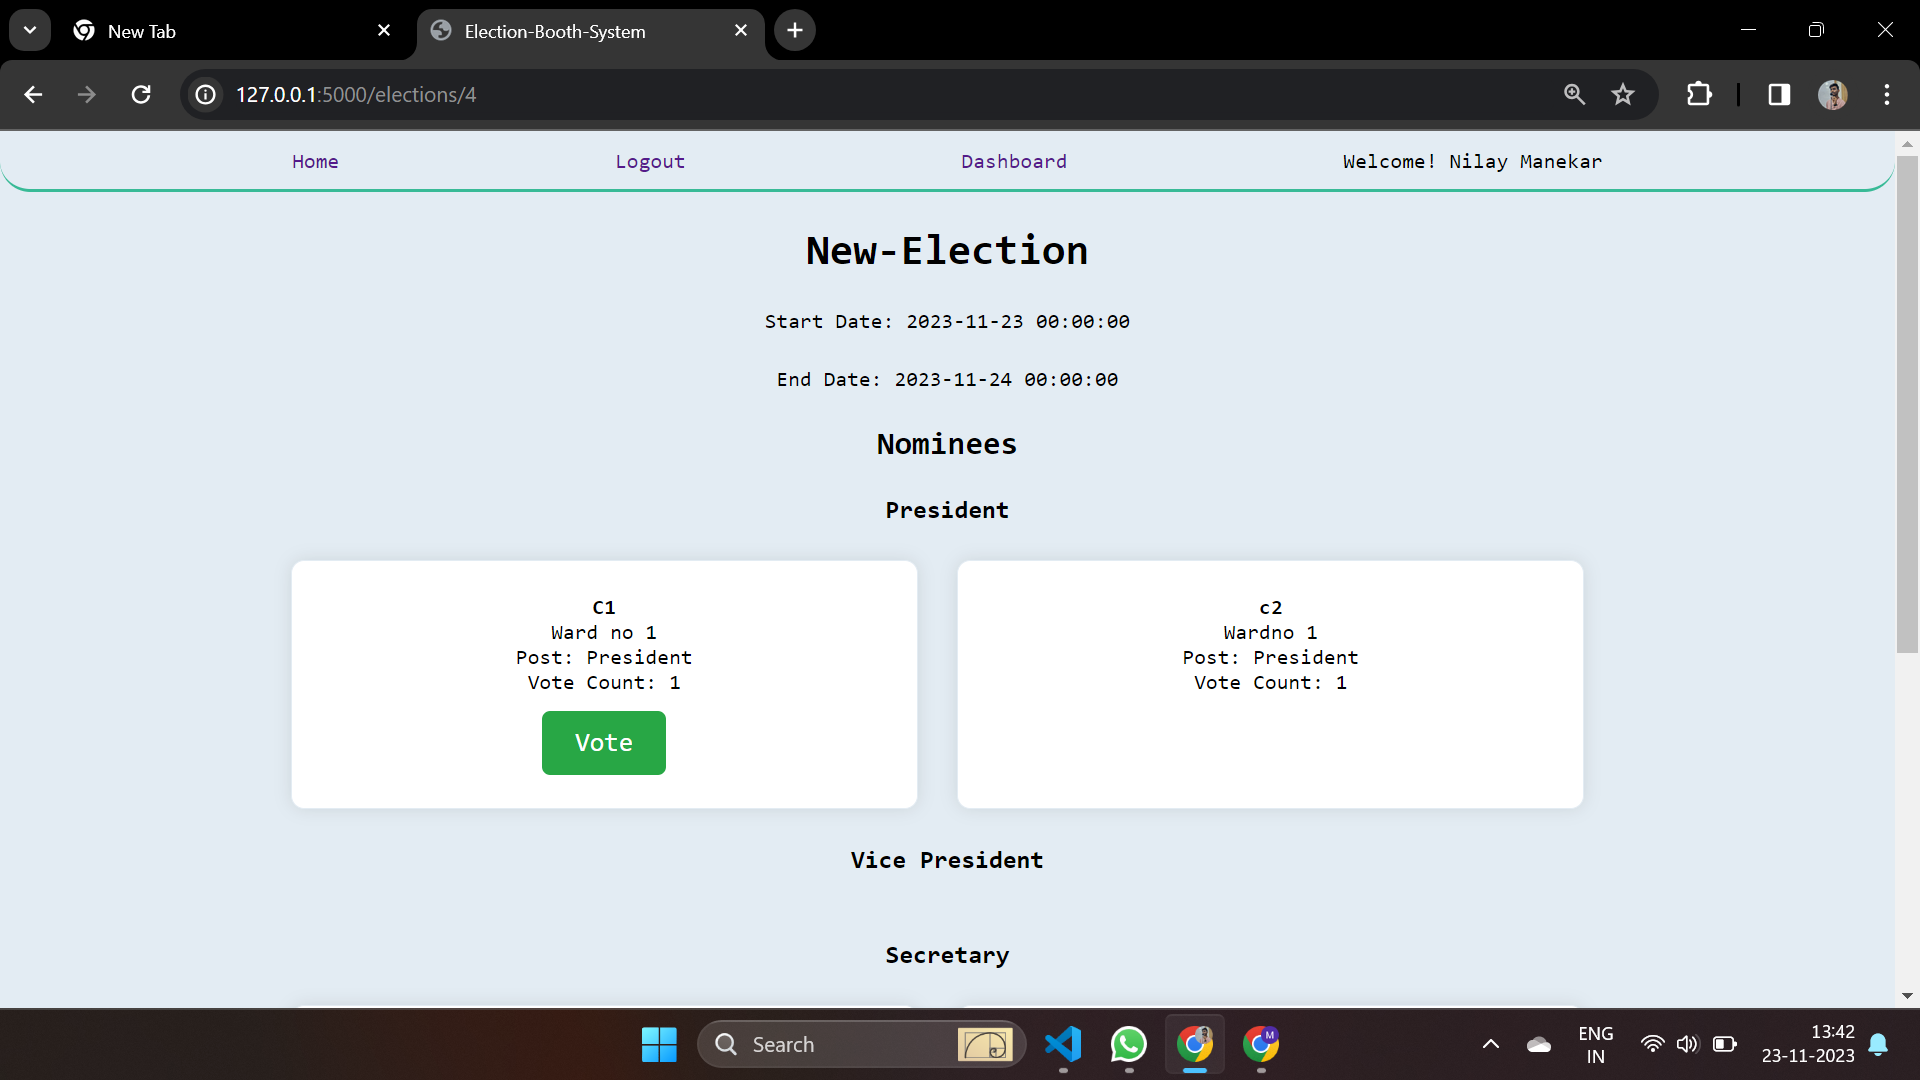 New Tab
Election-Booth-System
127.0.0.1:5000/elections/4
Home
Logout
Dashboard
Welcome! Nilay Manekar
New-Election
Start Date: 2023-11-23 00:00:00
End Date: 2023-11-24 00:00:00
Nominees
President
C1
Ward no 1
Post: President
Vote Count: 1
Vote
c2
Wardno 1
Post: President
Vote Count: 1
Vice President
Secretary
Search
M
ENG
IN
13:42
23-11-2023